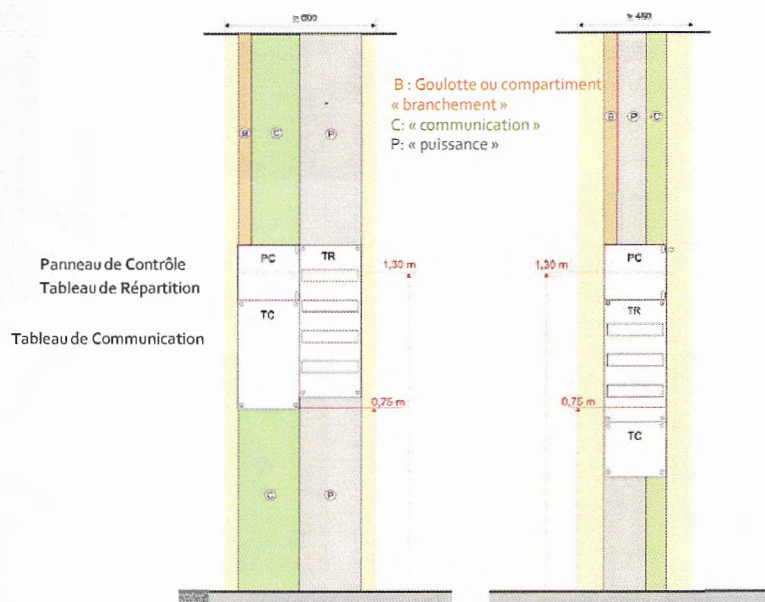 ≥ 600
≥ 450
B : Goulotte ou compartiment
« branchement »
C: « communication »
P: « puissance »
B
C
P
B
P
C
Panneau de Contrôle
Tableau de Répartition
Tableau de Communication
PC
TR
TC
1,30 m
0,75 m
C
P
PC
TR
TC
1,30 m
0,75 m